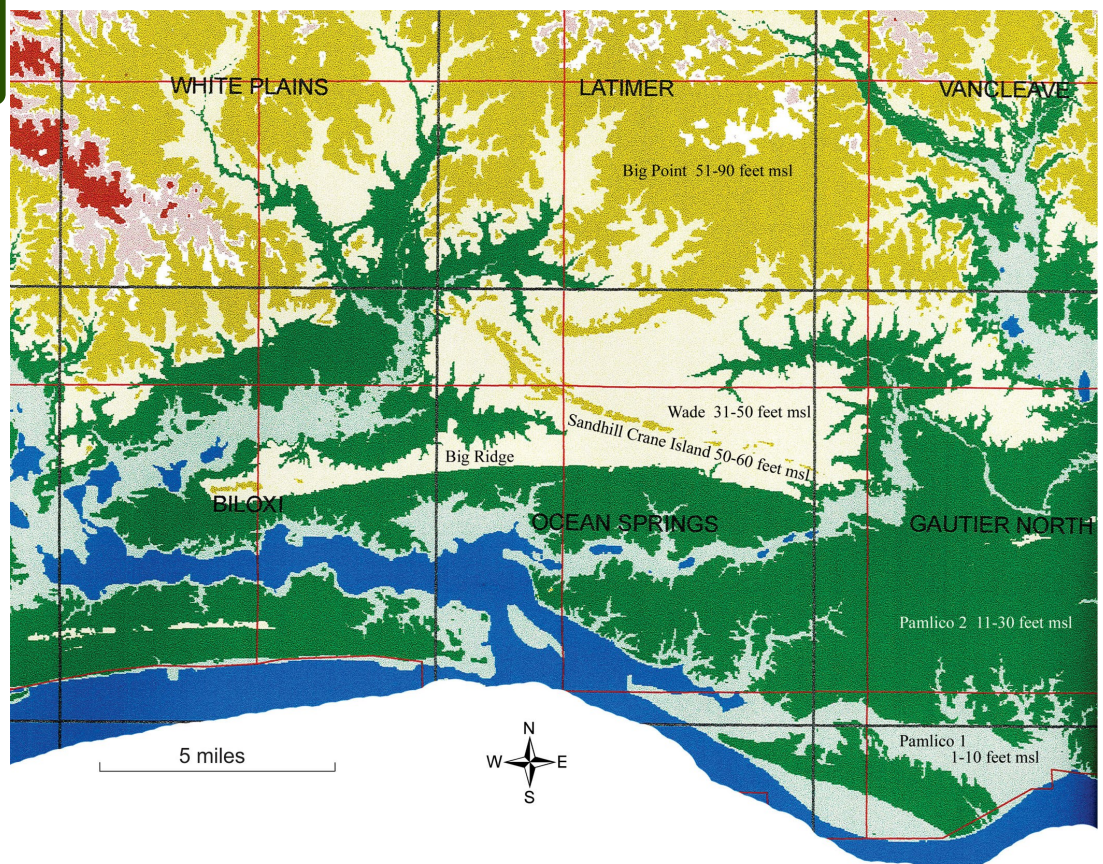 WHITE PLAINS
LATIMER
VANCLEAVE
Big Point 51-90 feet msl
Wade 31-50 feet msl
Sandhill Crane Island 50-60 feet msl
Big Ridge
BILOXI
OCEAN SPRINGS
GAUTIER NORTH
Pamlico 2 11-30 feet msl
Pamlico 1
1-10 feet msl
5 miles
N
W E
S